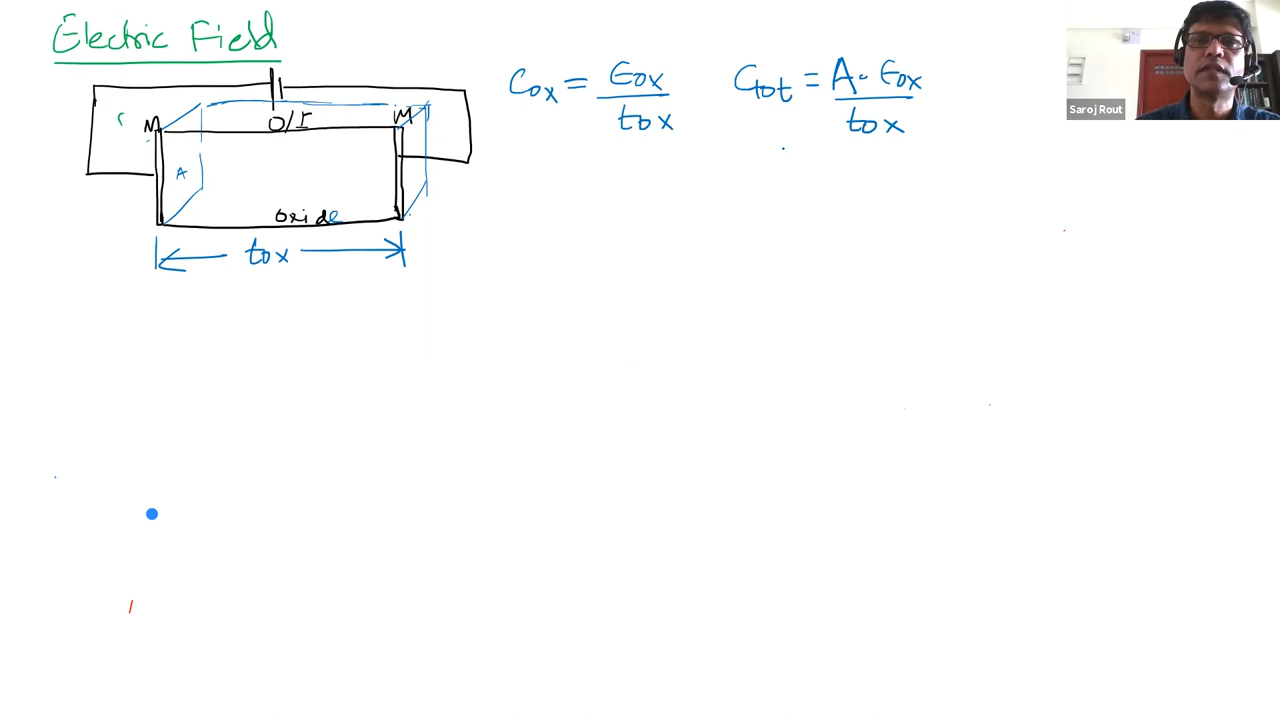 Electric Field
M O/I M
A
oxide
tox
Cox = ϵox / tox
Ctot = A · ϵox / tox
Saroj Rout